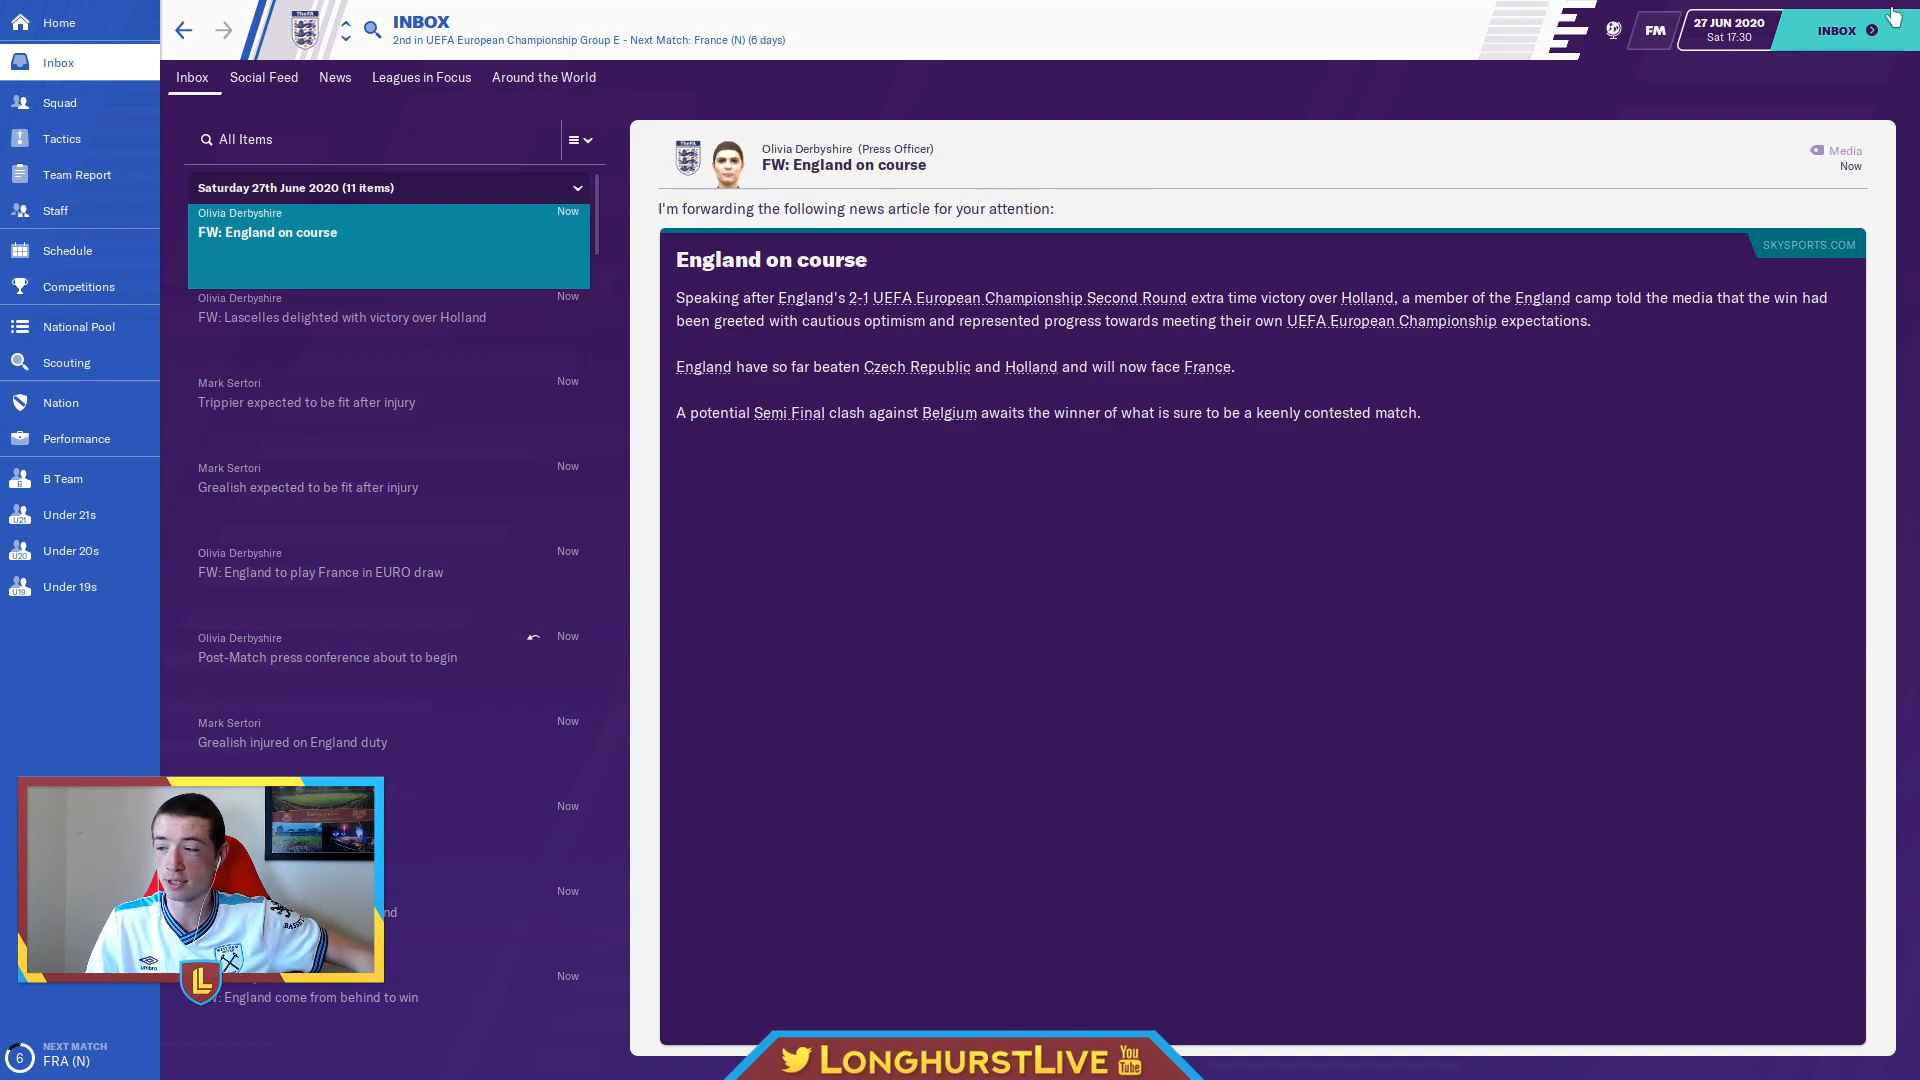 Home
Inbox
Squad
Tactics
Team Report
Staff
Schedule
Competitions
National Pool
Scouting
Nation
Performance
B Team
Under 21s
Under 20s
Under 19s
B
U21
U20
U19
NEXT MATCH
6
FRA (N)
TheFA
INBOX
2nd in UEFA European Championship Group E - Next Match: France (N) (6 days)
FM
27 JUN 2020
Sat 17:30
INBOX
Inbox Social Feed News Leagues in Focus Around the World
All Items
Saturday 27th June 2020 (11 items)
Olivia Derbyshire Now
FW: England on course
Olivia Derbyshire Now
FW: Lascelles delighted with victory over Holland
Mark Sertori Now
Trippier expected to be fit after injury
Mark Sertori Now
Grealish expected to be fit after injury
Olivia Derbyshire Now
FW: England to play France in EURO draw
Olivia Derbyshire Now
Post-Match press conference about to begin
Mark Sertori Now
Grealish injured on England duty
Now
Now
nd
Now
England come from behind to win
TheFA
Olivia Derbyshire (Press Officer)
FW: England on course
Media
Now
I'm forwarding the following news article for your attention:
SKYSPORTS.COM
England on course
Speaking after England's 2-1 UEFA European Championship Second Round extra time victory over Holland, a member of the England camp told the media that the win had
been greeted with cautious optimism and represented progress towards meeting their own UEFA European Championship expectations.
England have so far beaten Czech Republic and Holland and will now face France.
A potential Semi Final clash against Belgium awaits the winner of what is sure to be a keenly contested match.
umbro
L
LONGHURSTLIVE
You
Tube